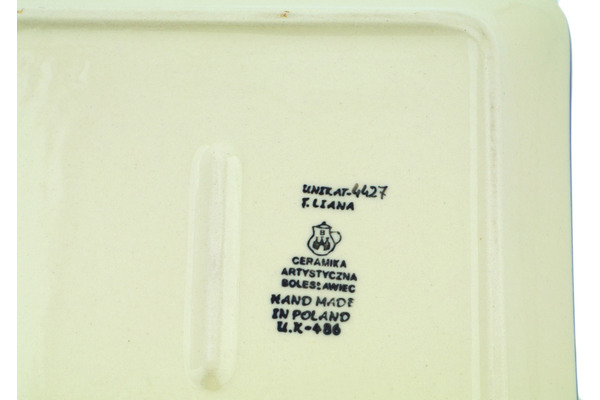 UNIKAT-4427
T. LIANA
B
CERAMIKA
ARTYSTYCZNA
BOLESŁAWIEC
HAND MADE
IN POLAND
U.K-486